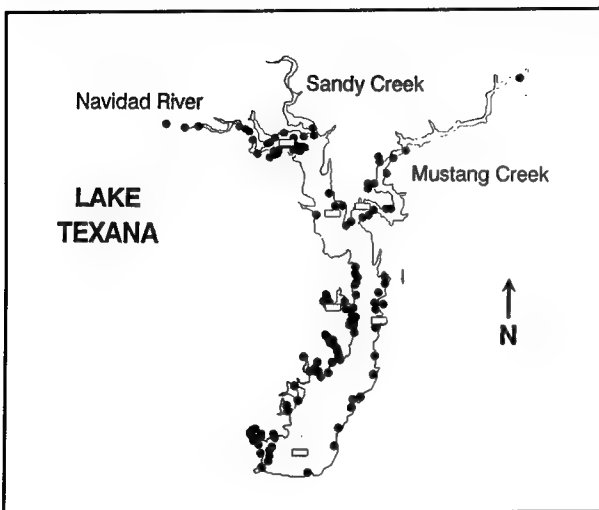 Sandy Creek
Navidad River
Mustang Creek
LAKE
TEXANA
N